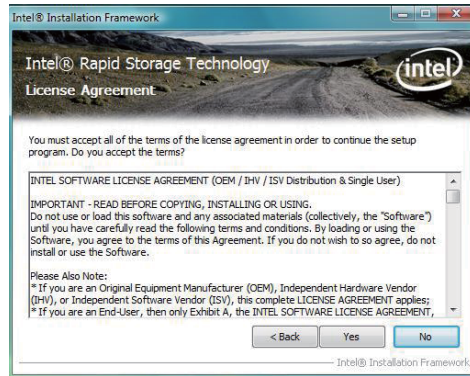 Intel® Installation Framework
Intel® Rapid Storage Technology
License Agreement
intel
You must accept all of the terms of the license agreement in order to continue the setup
program. Do you accept the terms?
INTEL SOFTWARE LICENSE AGREEMENT (OEM / IHV / ISV Distribution & Single User)
IMPORTANT - READ BEFORE COPYING, INSTALLING OR USING.
Do not use or load this software and any associated materials (collectively, the "Software")
until you have carefully read the following terms and conditions. By loading or using the
Software, you agree to the terms of this Agreement. If you do not wish to so agree, do not
install or use the Software.
Please Also Note:
* If you are an Original Equipment Manufacturer (OEM), Independent Hardware Vendor
(IHV), or Independent Software Vendor (ISV), this complete LICENSE AGREEMENT applies;
* If you are an End-User, then only Exhibit A, the INTEL SOFTWARE LICENSE AGREEMENT,
< Back Yes No
Intel® Installation Framework